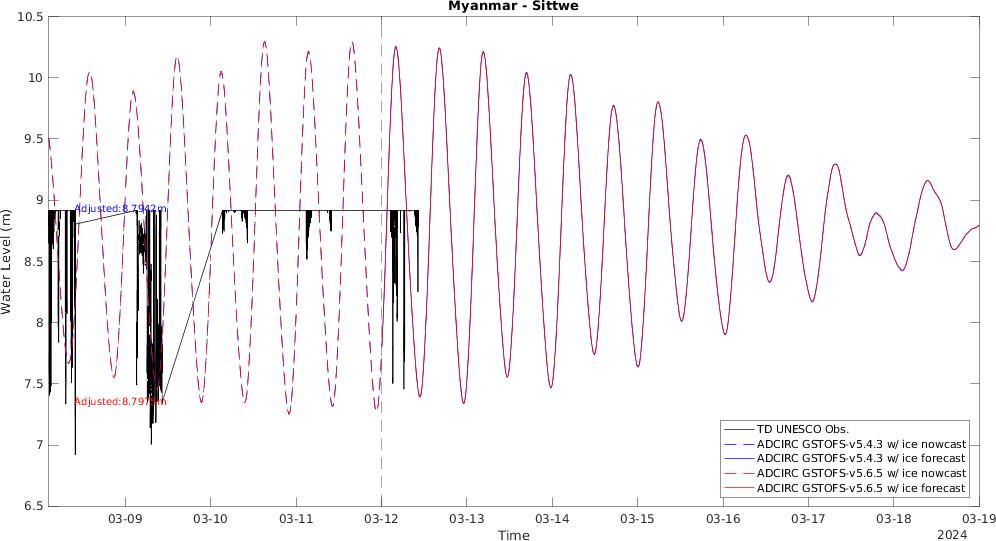 Myanmar - Sittwe
Water Level (m)
10.5
10
9.5
9
8.5
8
7.5
7
6.5
Adjusted:8.7942m
03-09
03-10
03-11
03-12
03-13
03-14
03-15
03-16
03-17
03-18
03-19
Time
2024
TD UNESCO Obs.
ADCIRC GSTOFS-v5.4.3 w/ ice nowcast
ADCIRC GSTOFS-v5.4.3 w/ ice forecast
ADCIRC GSTOFS-v5.6.5 w/ ice nowcast
ADCIRC GSTOFS-v5.6.5 w/ ice forecast